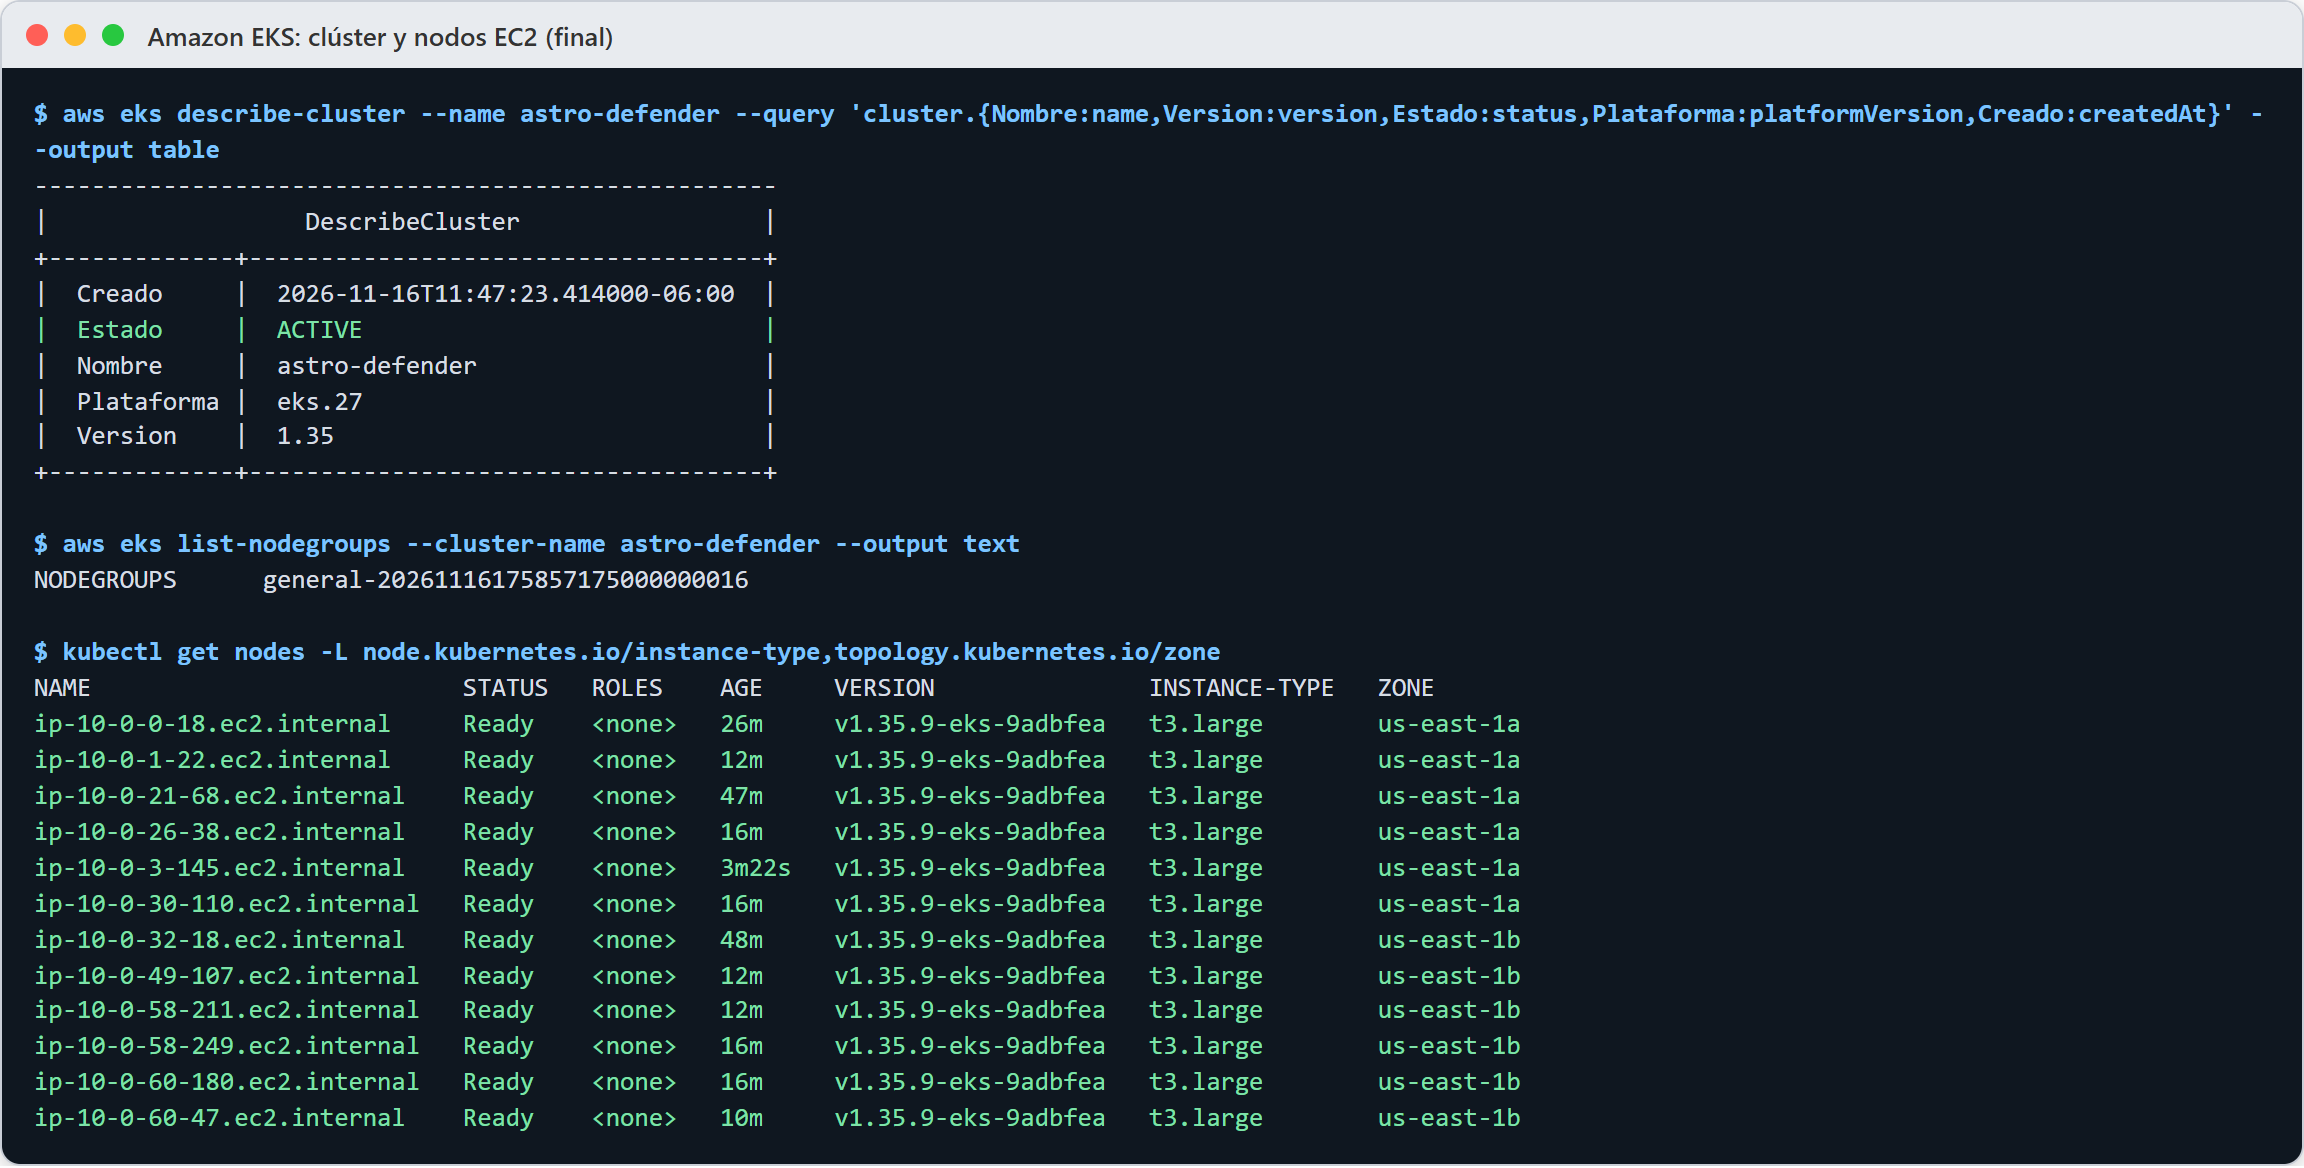 Amazon EKS: clúster y nodos EC2 (final)
$ aws eks describe-cluster --name astro-defender --query 'cluster.{Nombre:name,Version:version,Estado:status,Plataforma:platformVersion,Creado:createdAt}' -
-output table
----------------------------------------------------
|                  DescribeCluster                 |
+--------------+------------------------------------+
|  Creado      |  2026-11-16T11:47:23.414000-06:00  |
|  Estado      |  ACTIVE                            |
|  Nombre      |  astro-defender                    |
|  Plataforma  |  eks.27                            |
|  Version     |  1.35                              |
+--------------+------------------------------------+
$ aws eks list-nodegroups --cluster-name astro-defender --output text
NODEGROUPS      general-20261116175857175000000016
$ kubectl get nodes -L node.kubernetes.io/instance-type,topology.kubernetes.io/zone
NAME                          STATUS   ROLES    AGE     VERSION               INSTANCE-TYPE   ZONE
ip-10-0-0-18.ec2.internal     Ready    <none>   26m     v1.35.9-eks-9adbfea   t3.large        us-east-1a
ip-10-0-1-22.ec2.internal     Ready    <none>   12m     v1.35.9-eks-9adbfea   t3.large        us-east-1a
ip-10-0-21-68.ec2.internal    Ready    <none>   47m     v1.35.9-eks-9adbfea   t3.large        us-east-1a
ip-10-0-26-38.ec2.internal    Ready    <none>   16m     v1.35.9-eks-9adbfea   t3.large        us-east-1a
ip-10-0-3-145.ec2.internal    Ready    <none>   3m22s   v1.35.9-eks-9adbfea   t3.large        us-east-1a
ip-10-0-30-110.ec2.internal   Ready    <none>   16m     v1.35.9-eks-9adbfea   t3.large        us-east-1a
ip-10-0-32-18.ec2.internal    Ready    <none>   48m     v1.35.9-eks-9adbfea   t3.large        us-east-1b
ip-10-0-49-107.ec2.internal   Ready    <none>   12m     v1.35.9-eks-9adbfea   t3.large        us-east-1b
ip-10-0-58-211.ec2.internal   Ready    <none>   12m     v1.35.9-eks-9adbfea   t3.large        us-east-1b
ip-10-0-58-249.ec2.internal   Ready    <none>   16m     v1.35.9-eks-9adbfea   t3.large        us-east-1b
ip-10-0-60-180.ec2.internal   Ready    <none>   16m     v1.35.9-eks-9adbfea   t3.large        us-east-1b
ip-10-0-60-47.ec2.internal    Ready    <none>   10m     v1.35.9-eks-9adbfea   t3.large        us-east-1b